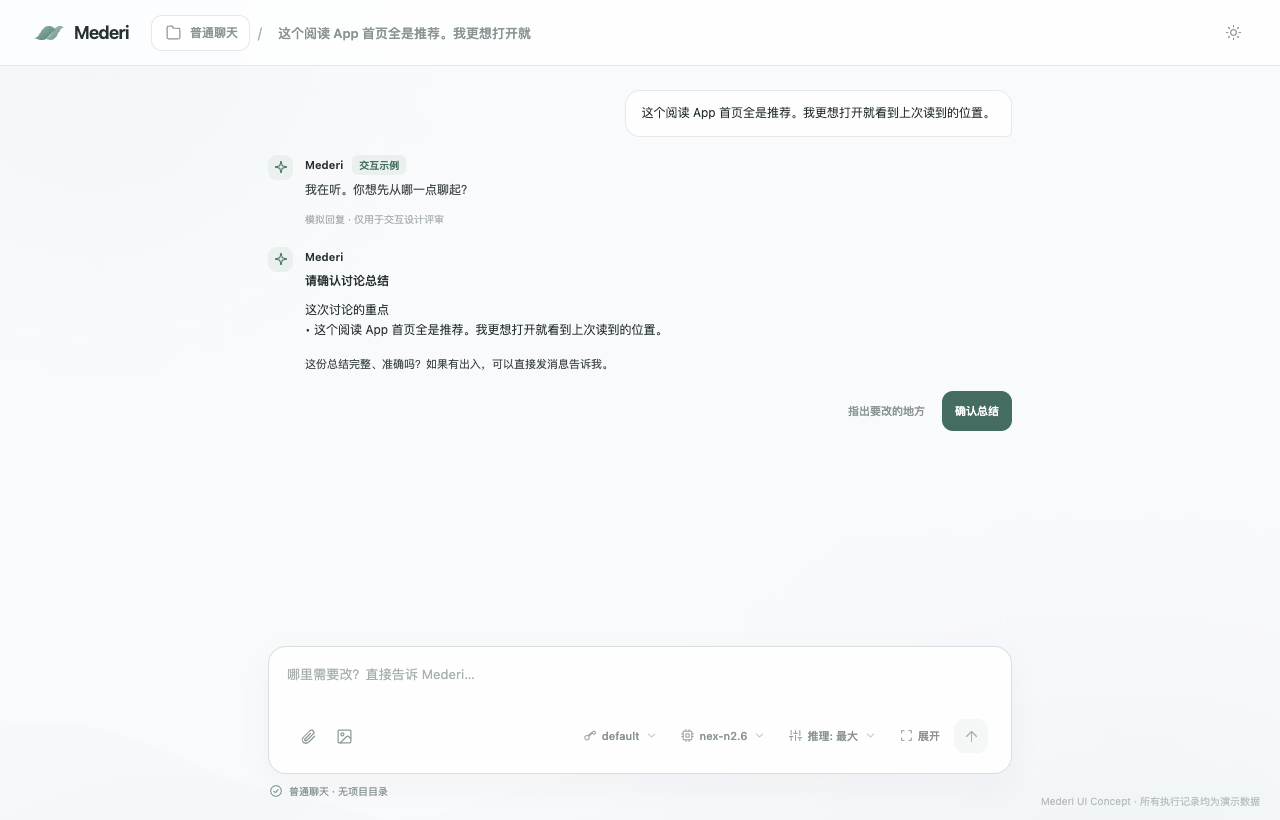 Mederi 普通聊天 / 这个阅读 App 首页全是推荐。我更想打开就
这个阅读 App 首页全是推荐。我更想打开就看到上次读到的位置。
Mederi 交互示例
我在听。你想先从哪一点聊起?
模拟回复 · 仅用于交互设计评审
Mederi
请确认讨论总结
这次讨论的重点
• 这个阅读 App 首页全是推荐。我更想打开就看到上次读到的位置。
这份总结完整、准确吗?如果有出入,可以直接发消息告诉我。
指出要改的地方 确认总结
哪里需要改?直接告诉 Mederi...
default nex-n2.6 推理: 最大 展开
普通聊天 · 无项目目录
Mederi UI Concept · 所有执行记录均为演示数据